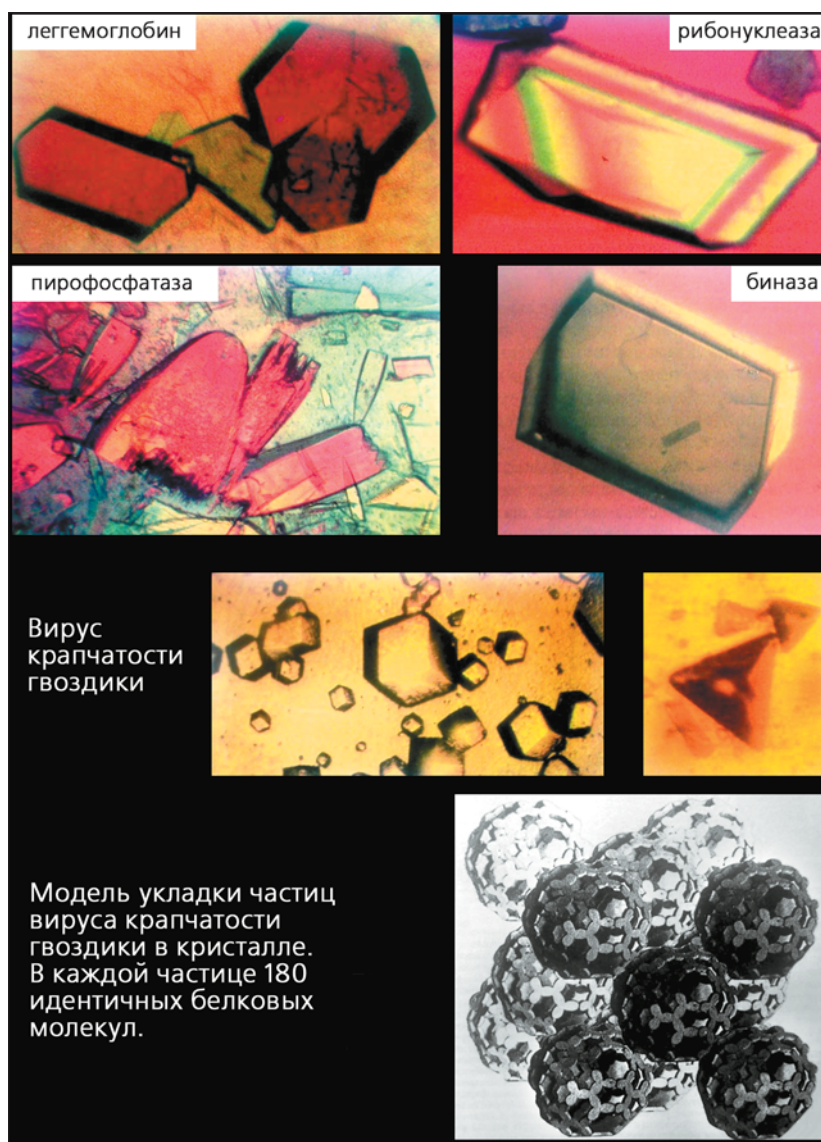 леггемоглобин
рибонуклеаза
пирофосфатаза
биназа
Вирус
крапчатости
гвоздики
Модель укладки частиц
вируса крапчатости
гвоздики в кристалле.
В каждой частице 180
идентичных белковых
молекул.